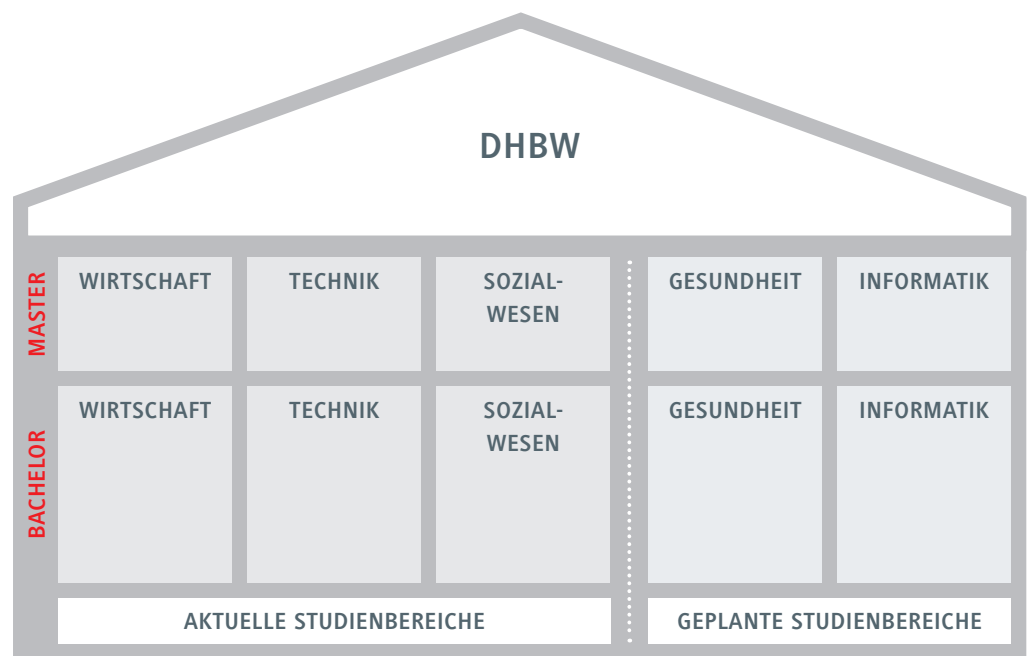 DHBW
MASTER
WIRTSCHAFT
TECHNIK
SOZIAL-
WESEN
GESUNDHEIT
INFORMATIK
BACHELOR
WIRTSCHAFT
TECHNIK
SOZIAL-
WESEN
GESUNDHEIT
INFORMATIK
AKTUELLE STUDIENBEREICHE
GEPLANTE STUDIENBEREICHE